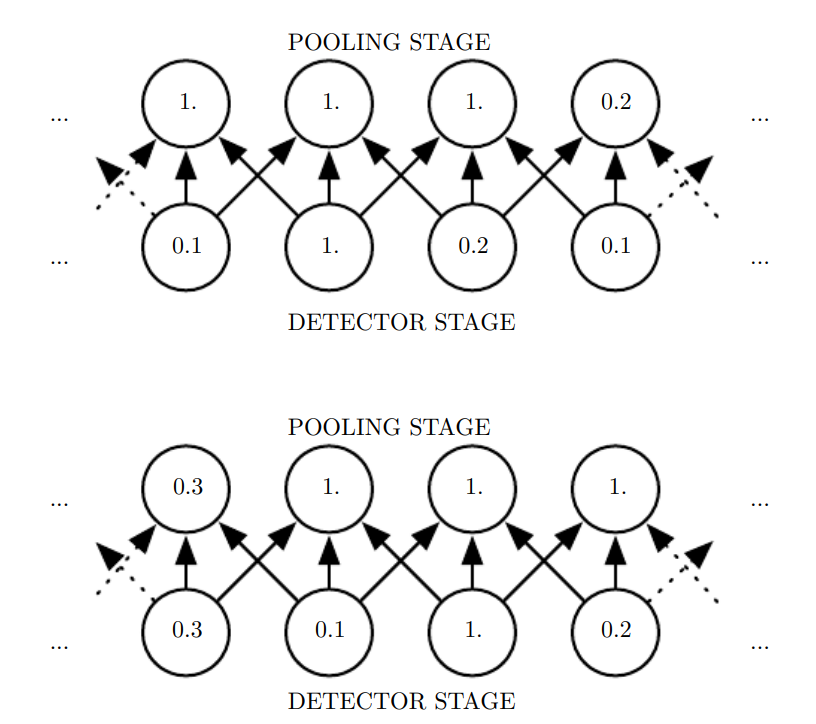 POOLING STAGE
... 1. 1. 1. 0.2 ...
... 0.1 1. 0.2 0.1 ...
DETECTOR STAGE
POOLING STAGE
... 0.3 1. 1. 1. ...
... 0.3 0.1 1. 0.2 ...
DETECTOR STAGE